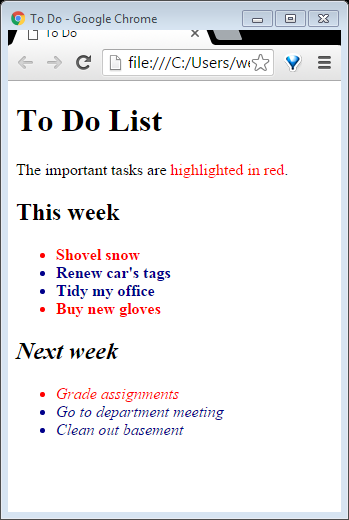 To Do - Google Chrome
To Do
file:///C:/Users/we
To Do List
The important tasks are highlighted in red.
This week
Shovel snow
Renew car's tags
Tidy my office
Buy new gloves
Next week
Grade assignments
Go to department meeting
Clean out basement